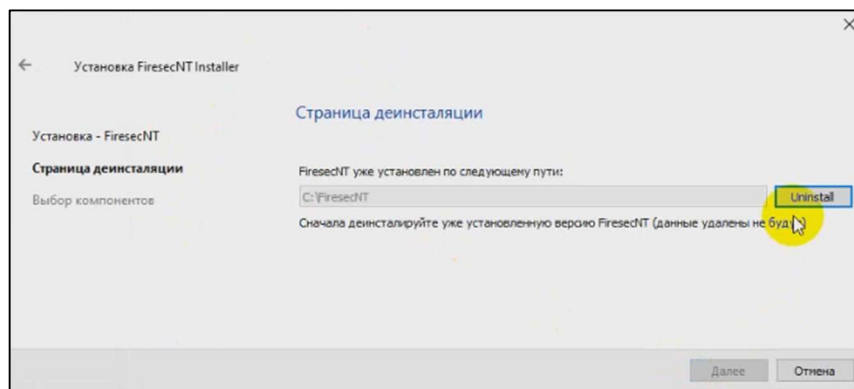 Установка FiresecNT Installer
Страница деинсталяции
Установка - FiresecNT
Страница деинсталяции
Выбор компонентов
FiresecNT уже установлен по следующему пути:
C:\FiresecNT
Uninstall
Сначала деинсталируйте уже установленную версию FiresecNT (данные удалены не будут)
Далее
Отмена